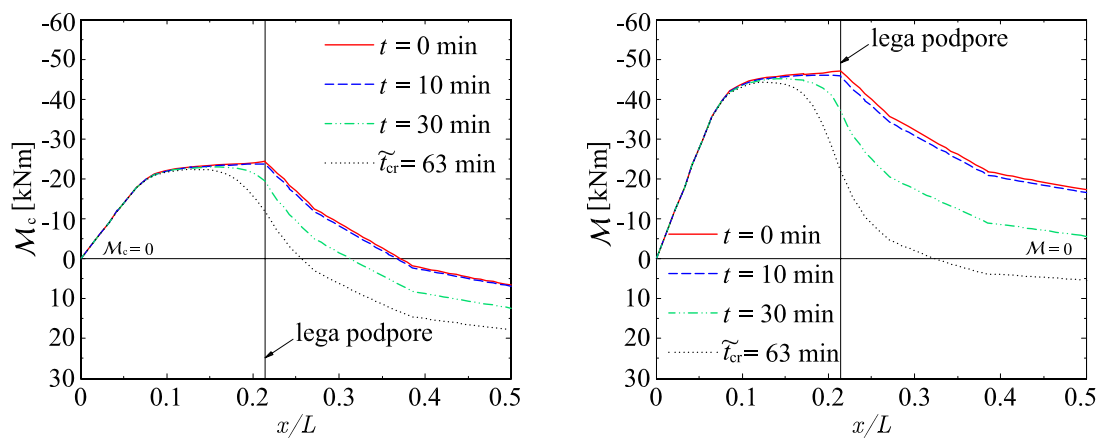 -60
-50
-40
-30
-20
-10
0
10
20
30
ℳc [kNm]
t = 0 min
t = 10 min
t = 30 min
t̃cr = 63 min
ℳc = 0
lega podpore
0 0.1 0.2 0.3 0.4 0.5
x/L
-60
-50
-40
-30
-20
-10
0
10
20
30
ℳ [kNm]
lega podpore
t = 0 min
ℳ = 0
t = 10 min
t = 30 min
t̃cr = 63 min
0 0.1 0.2 0.3 0.4 0.5
x/L